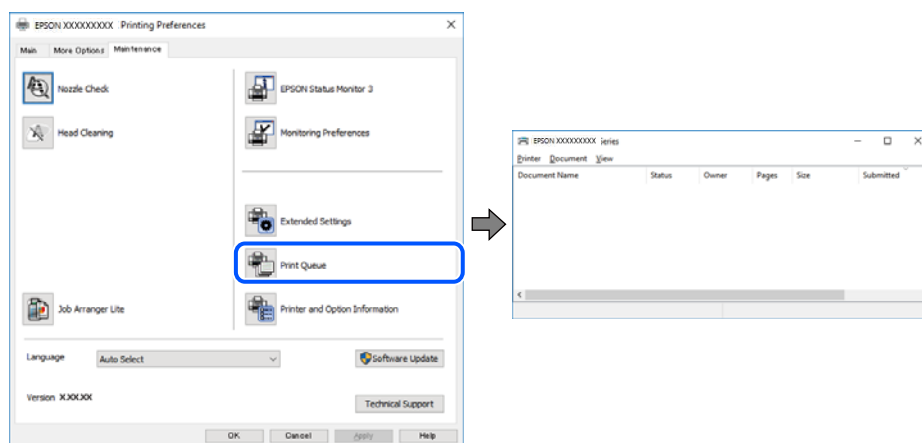 EPSON XXXXXXXXX Printing Preferences
Main More Options Maintenance
Nozzle Check
EPSON Status Monitor 3
Head Cleaning
Monitoring Preferences
Extended Settings
Print Queue
Job Arranger Lite
Printer and Option Information
Language
Auto Select
Software Update
Version X.XX.XX
Technical Support
OK Cancel Apply Help
EPSON XXXXXXXXX ieries
Printer Document View
Document Name Status Owner Pages Size Submitted